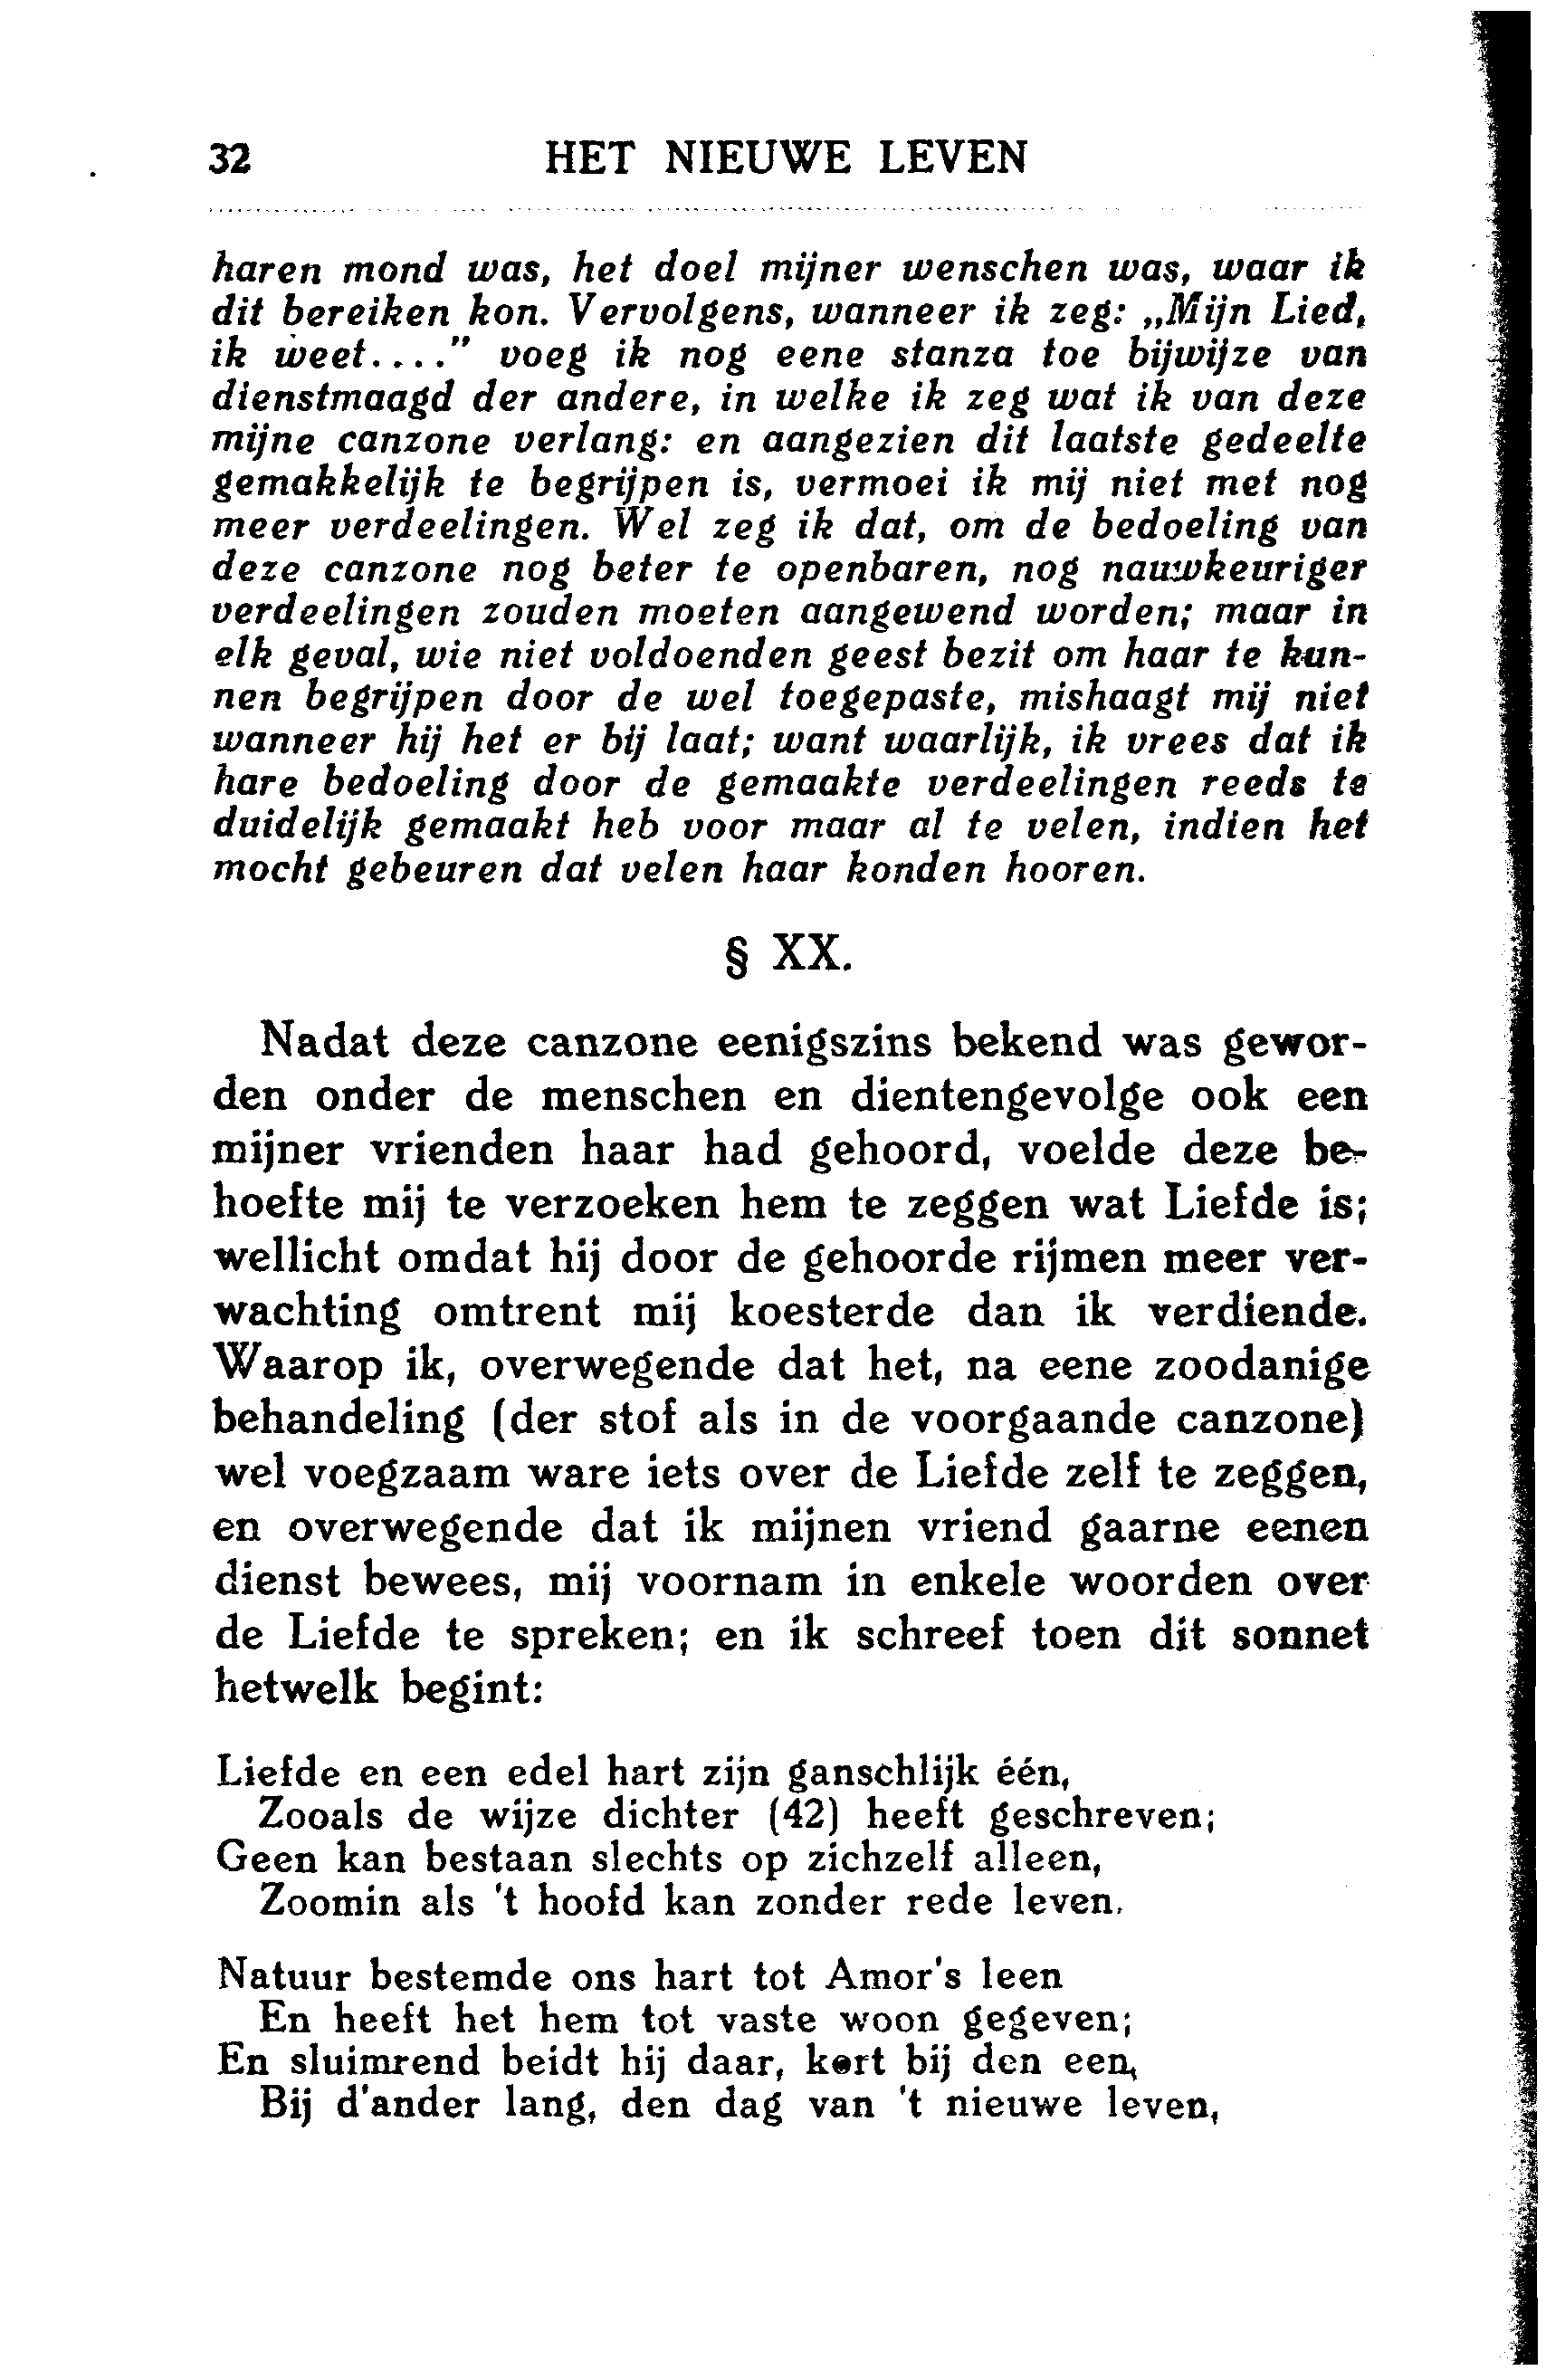 32 HET NIEUWE LEVEN
haren mond was, het doel mijner wenschen was, waar ik
dit bereiken kon. Vervolgens, wanneer ik zeg: „Mijn Lied,
ik weet...." voeg ik nog eene stanza toe bijwijze van
dienstmaagd der andere, in welke ik zeg wat ik van deze
mijne canzone verlang: en aangezien dit laatste gedeelte
gemakkelijk te begrijpen is, vermoei ik mij niet met nog
meer verdeelingen. Wel zeg ik dat, om de bedoeling van
deze canzone nog beter te openbaren, nog nauwkeuriger
verdeelingen zouden moeten aangewend worden; maar in
elk geval, wie niet voldoenden geest bezit om haar te kun-
nen begrijpen door de wel toegepaste, mishaagt mij niet
wanneer hij het er bij laat; want waarlijk, ik vrees dat ik
hare bedoeling door de gemaakte verdeelingen reeds te
duidelijk gemaakt heb voor maar al te velen, indien het
mocht gebeuren dat velen haar konden hooren.
§ XX.
Nadat deze canzone eenigszins bekend was gewor-
den onder de menschen en dientengevolge ook een
mijner vrienden haar had gehoord, voelde deze be-
hoefte mij te verzoeken hem te zeggen wat Liefde is;
wellicht omdat hij door de gehoorde rijmen meer ver-
wachting omtrent mij koesterde dan ik verdiende.
Waarop ik, overwegende dat het, na eene zoodanige
behandeling (der stof als in de voorgaande canzone)
wel voegzaam ware iets over de Liefde zelf te zeggen,
en overwegende dat ik mijnen vriend gaarne eenen
dienst bewees, mij voornam in enkele woorden over
de Liefde te spreken; en ik schreef toen dit sonnet
hetwelk begint:
Liefde en een edel hart zijn ganschlijk één,
Zooals de wijze dichter (42) heeft geschreven;
Geen kan bestaan slechts op zichzelf alleen,
Zoomin als 't hoofd kan zonder rede leven.
Natuur bestemde ons hart tot Amor's leen
En heeft het hem tot vaste woon gegeven;
En sluimrend beidt hij daar, kort bij den een,
Bij d'ander lang, den dag van 't nieuwe leven,